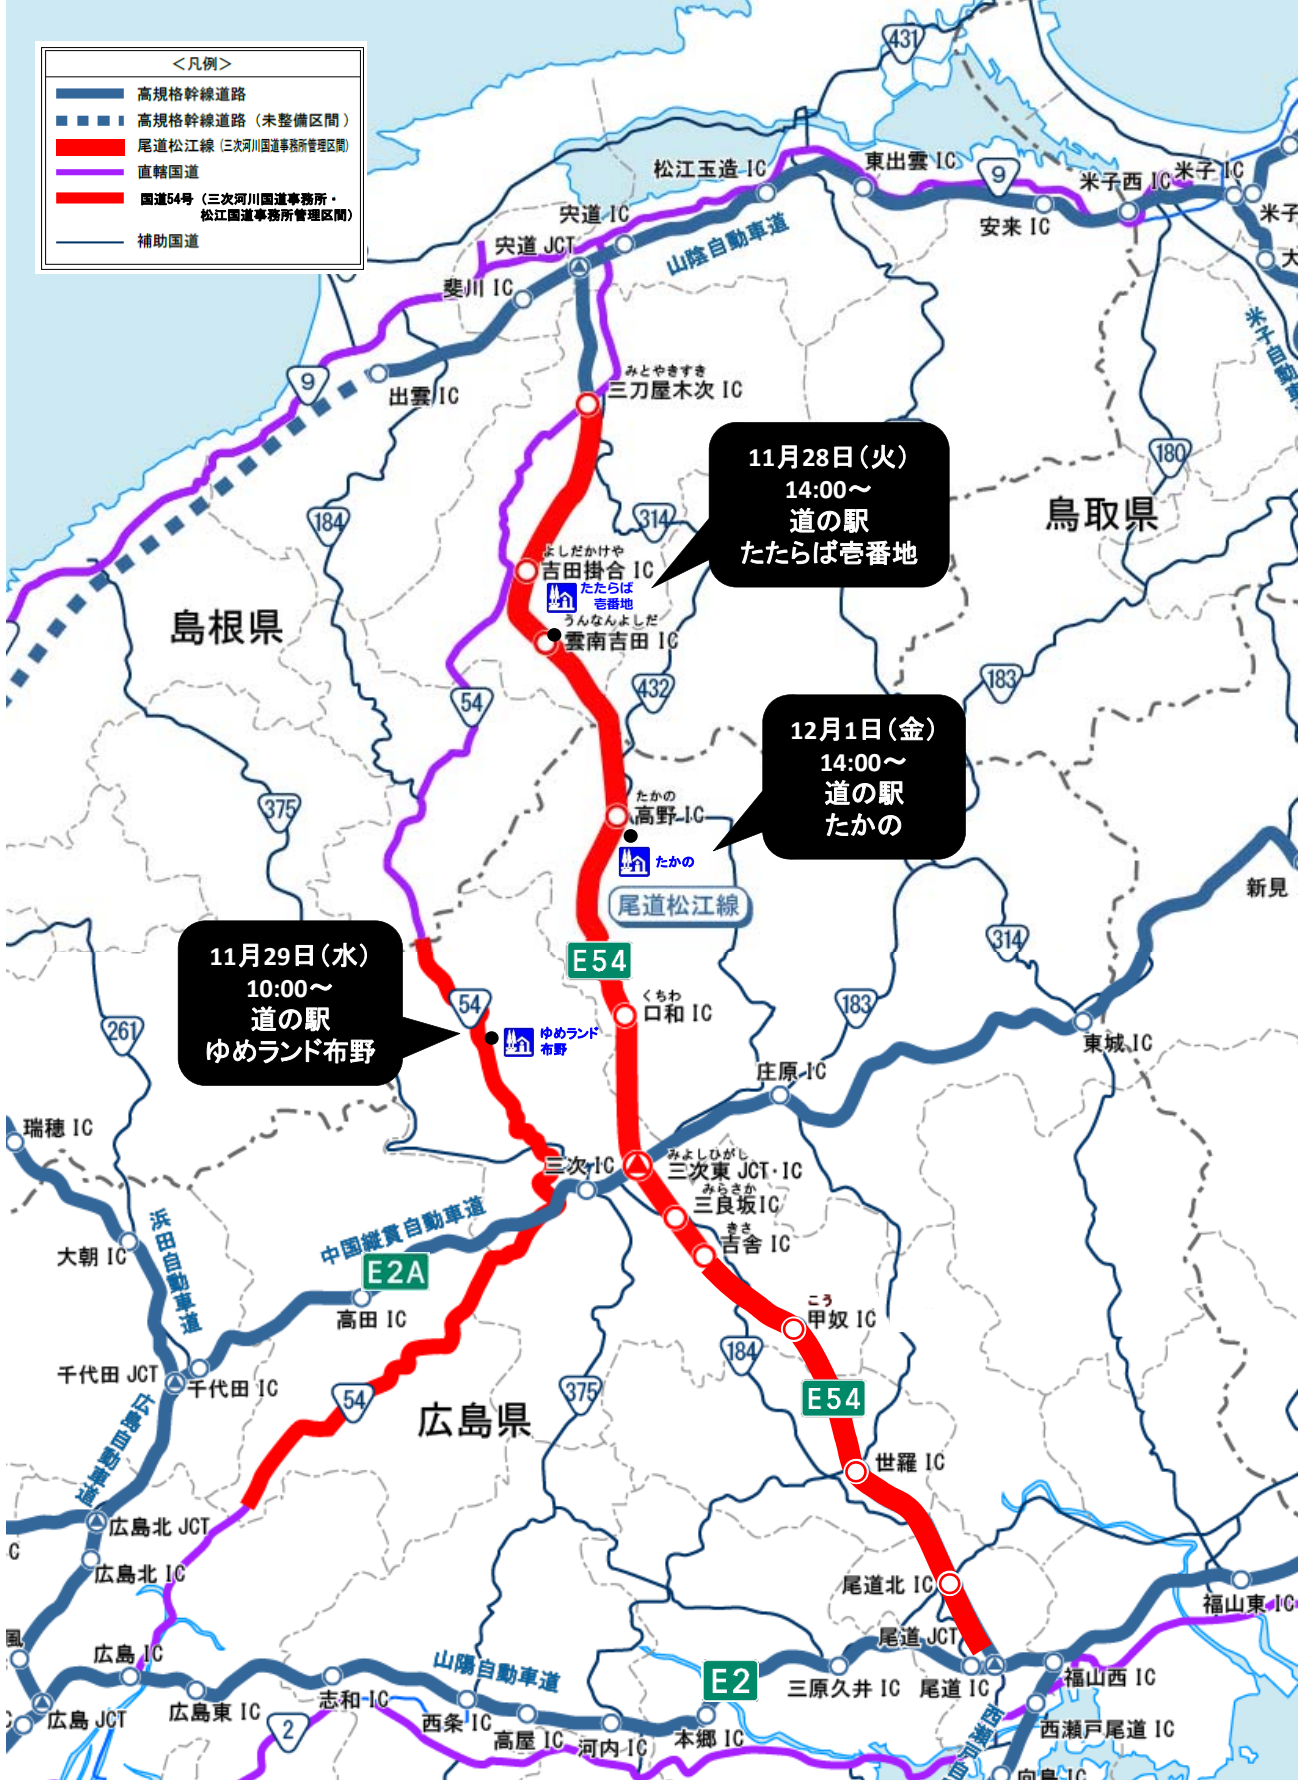 ＜凡例＞
高規格幹線道路
高規格幹線道路（未整備区間）
尾道松江線（三次河川国道事務所管理区間）
直轄国道
国道54号（三次河川国道事務所・
松江国道事務所管理区間）
補助国道
431
松江玉造 IC
東出雲 IC
9
米子西 IC
米子 IC
米子
宍道 IC
安来 IC
宍道 JCT
山陰自動車道
大
斐川 IC
米子自動車
9
出雲 IC
みとやきすき
三刀屋木次 IC
11月28日（火）
14:00～
道の駅
たたらば壱番地
180
184
314
鳥取県
よしだかけや
吉田掛合 IC
たたらば
壱番地
島根県
うんなんよしだ
雲南吉田 IC
54
432
183
12月1日（金）
14:00～
道の駅
たかの
375
たかの
高野 IC
たかの
尾道松江線
新見
11月29日（水）
10:00～
道の駅
ゆめランド布野
E54
314
54
くちわ
口和 IC
183
261
ゆめランド
布野
東城 IC
庄原 IC
瑞穂 IC
三次 IC
みよしひがし
三次東 JCT・IC
みらさか
三良坂IC
きさ
吉舎 IC
浜田自動車道
大朝 IC
中国縦貫自動車道
E2A
高田 IC
こう
甲奴 IC
184
千代田 JCT
千代田 IC
54
375
E54
広島県
広島自動車道
世羅 IC
広島北 JCT
C
広島北 IC
尾道北 IC
福山東 IC
尾道 JCT
風
広島 IC
山陽自動車道
E2
三原久井 IC
尾道 IC
福山西 IC
広島 JCT
広島東 IC
志和 IC
2
西条 IC
高屋 IC
河内 IC
本郷 IC
西瀬戸自
西瀬戸尾道 IC
向島 IC